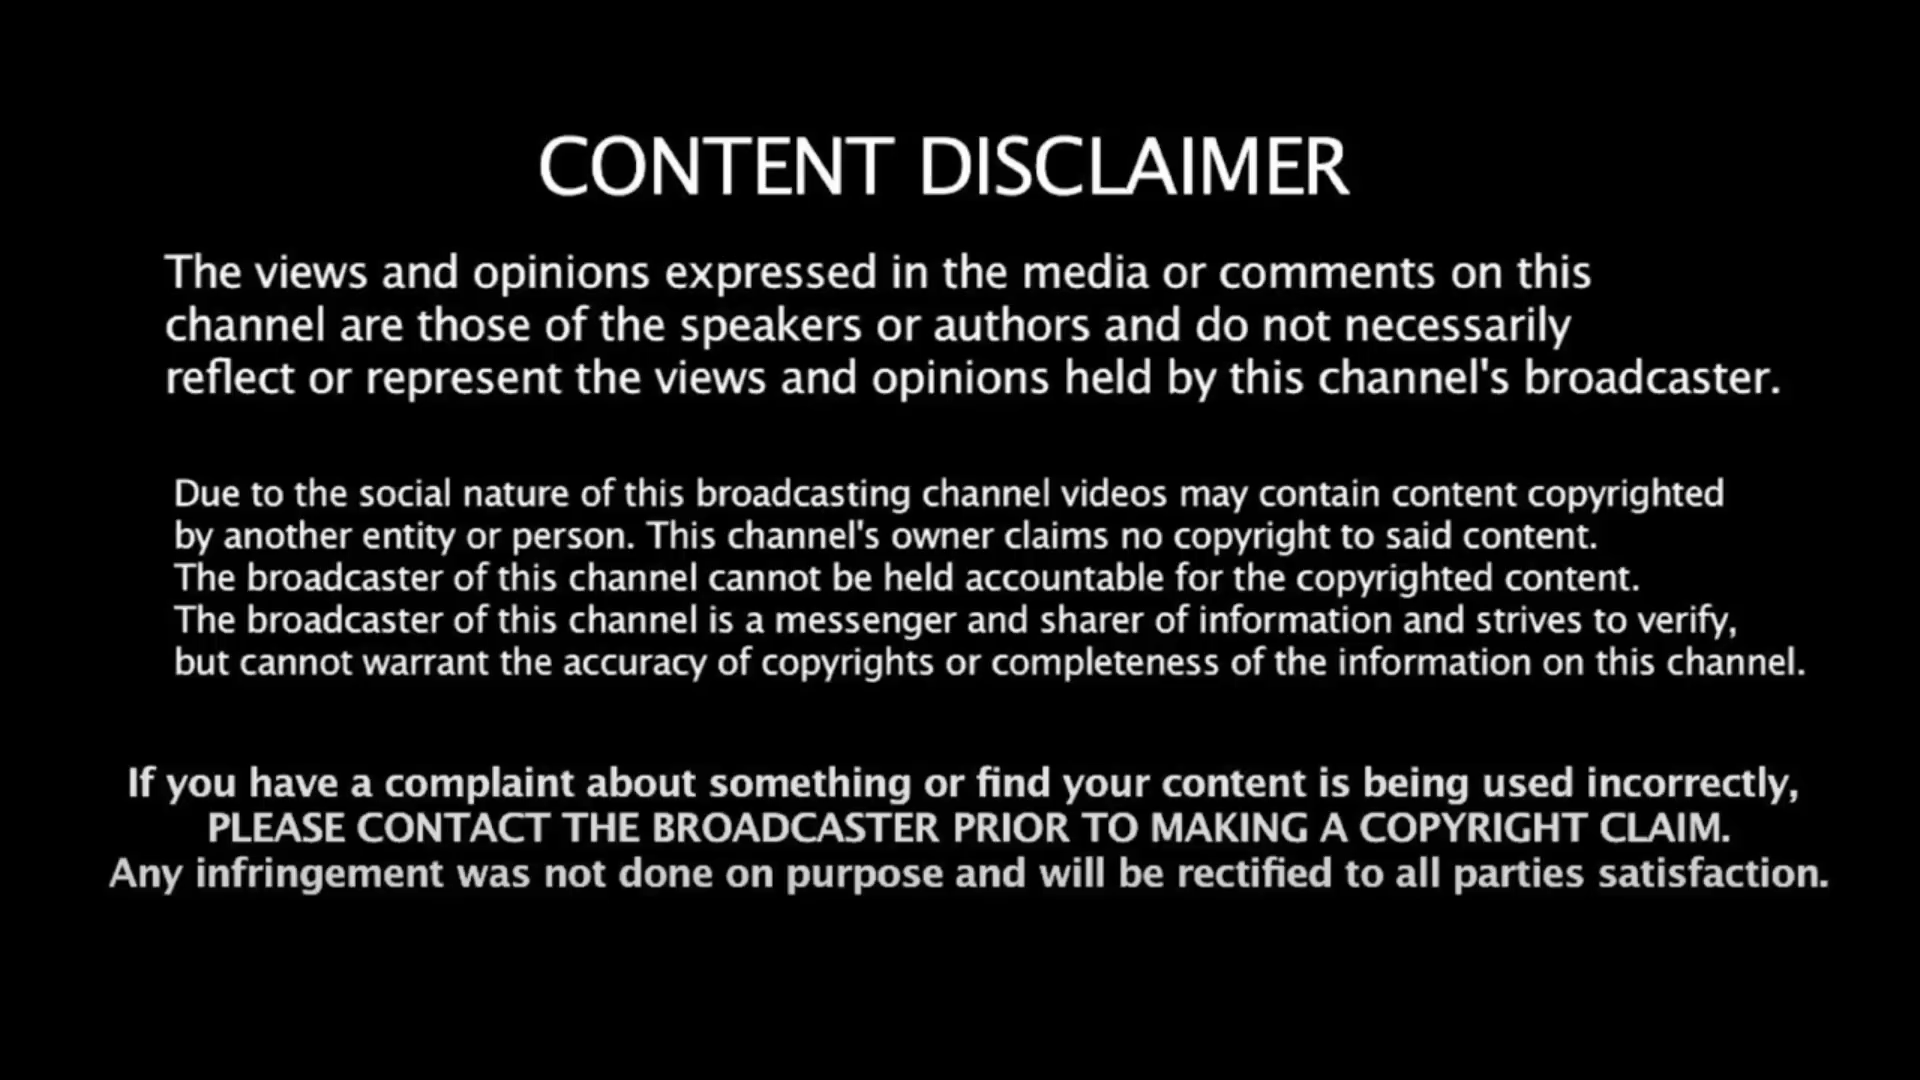 CONTENT DISCLAIMER
The views and opinions expressed in the media or comments on this
channel are those of the speakers or authors and do not necessarily
reflect or represent the views and opinions held by this channel's broadcaster.
Due to the social nature of this broadcasting channel videos may contain content copyrighted
by another entity or person. This channel's owner claims no copyright to said content.
The broadcaster of this channel cannot be held accountable for the copyrighted content.
The broadcaster of this channel is a messenger and sharer of information and strives to verify,
but cannot warrant the accuracy of copyrights or completeness of the information on this channel.
If you have a complaint about something or find your content is being used incorrectly,
PLEASE CONTACT THE BROADCASTER PRIOR TO MAKING A COPYRIGHT CLAIM.
Any infringement was not done on purpose and will be rectified to all parties satisfaction.